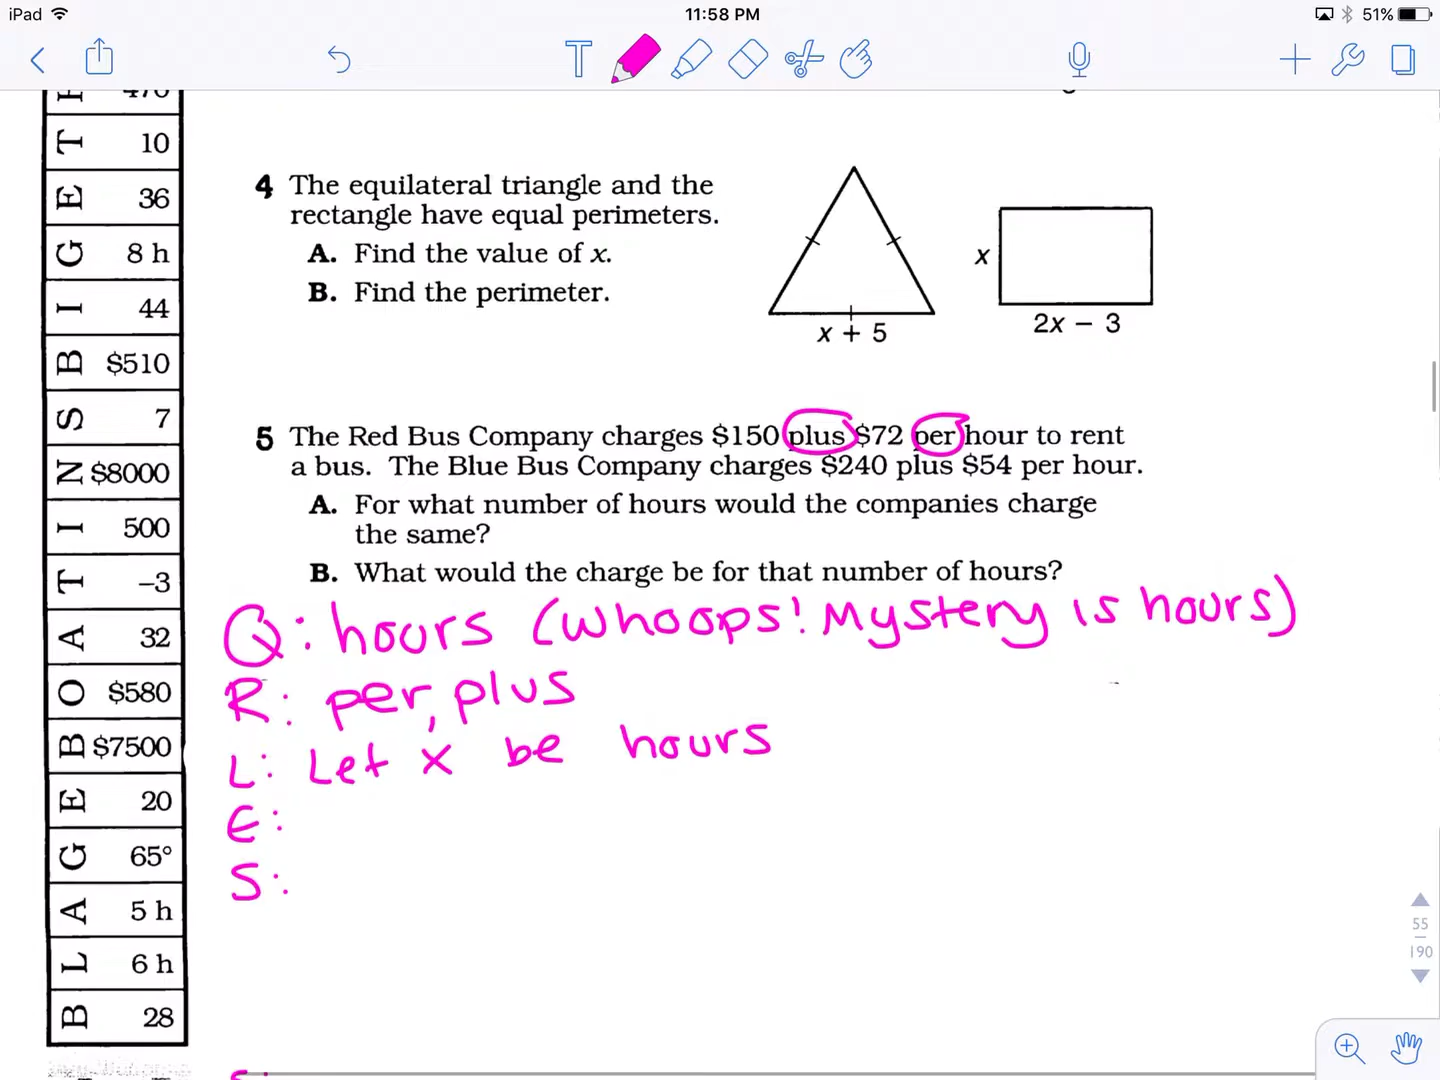 iPad 11:58 PM 51%
T
470
T 10
E 36
G 8 h
I 44
B $510
S 7
N $8000
I 500
T -3
A 32
O $580
B $7500
E 20
G 65°
A 5 h
L 6 h
B 28
4 The equilateral triangle and the
rectangle have equal perimeters.
A. Find the value of x.
B. Find the perimeter.
x + 5
x
2x − 3
5 The Red Bus Company charges $150 plus $72 per hour to rent
a bus. The Blue Bus Company charges $240 plus $54 per hour.
A. For what number of hours would the companies charge
the same?
B. What would the charge be for that number of hours?
Q: hours (whoops! Mystery is hours)
R: per, plus
L: Let x be hours
E:
S:
55
190